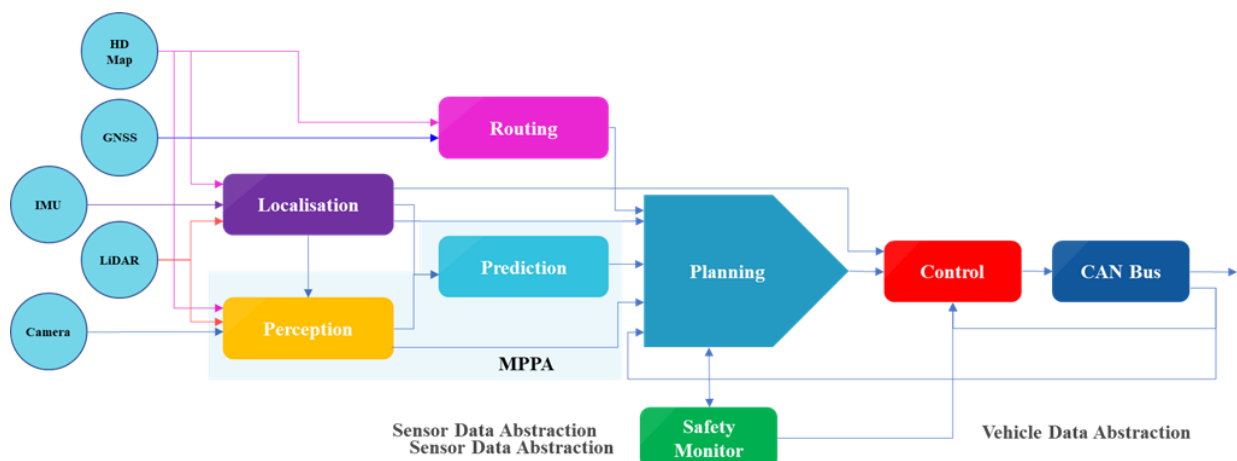 HD
Map
GNSS
Routing
IMU
Localisation
LiDAR
Prediction
Planning
Control
CAN Bus
Camera
Perception
MPPA
Safety
Monitor
Sensor Data Abstraction
Sensor Data Abstraction
Vehicle Data Abstraction